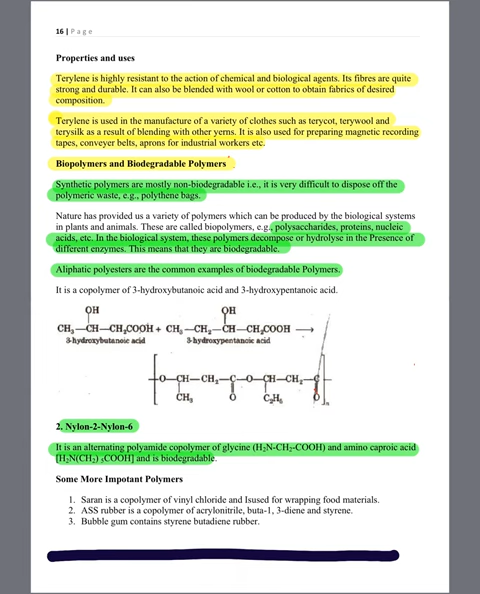 16 | P a g e
Properties and uses
Terylene is highly resistant to the action of chemical and biological agents. Its fibres are quite
strong and durable. It can also be blended with wool or cotton to obtain fabrics of desired
composition.
Terylene is used in the manufacture of a variety of clothes such as terycot, terywool and
terysilk as a result of blending with other yerns. It is also used for preparing magnetic recording
tapes, conveyer belts, aprons for industrial workers etc.
Biopolymers and Biodegradable Polymers
Synthetic polymers are mostly non-biodegradable i.e., it is very difficult to dispose off the
polymeric waste, e.g., polythene bags.
Nature has provided us a variety of polymers which can be produced by the biological systems
in plants and animals. These are called biopolymers, e.g., polysaccharides, proteins, nucleic
acids, etc. In the biological system, these polymers decompose or hydrolyse in the Presence of
different enzymes. This means that they are biodegradable.
Aliphatic polyesters are the common examples of biodegradable Polymers.
It is a copolymer of 3-hydroxybutanoic acid and 3-hydroxypentanoic acid.
OH OH
CH₃—CH—CH₂COOH + CH₃—CH₂—CH—CH₂COOH ⟶
3-hydroxybutanoic acid 3-hydroxypentanoic acid
O—CH—CH₂—C—O—CH—CH₂—C
CH₃ O C₂H₅ O n
2. Nylon-2-Nylon-6
It is an alternating polyamide copolymer of glycine (H₂N-CH₂-COOH) and amino caproic acid
[H₂N(CH₂) ₅COOH] and is biodegradable.
Some More Impotant Polymers
1. Saran is a copolymer of vinyl chloride and Isused for wrapping food materials.
2. ASS rubber is a copolymer of acrylonitrile, buta-1, 3-diene and styrene.
3. Bubble gum contains styrene butadiene rubber.